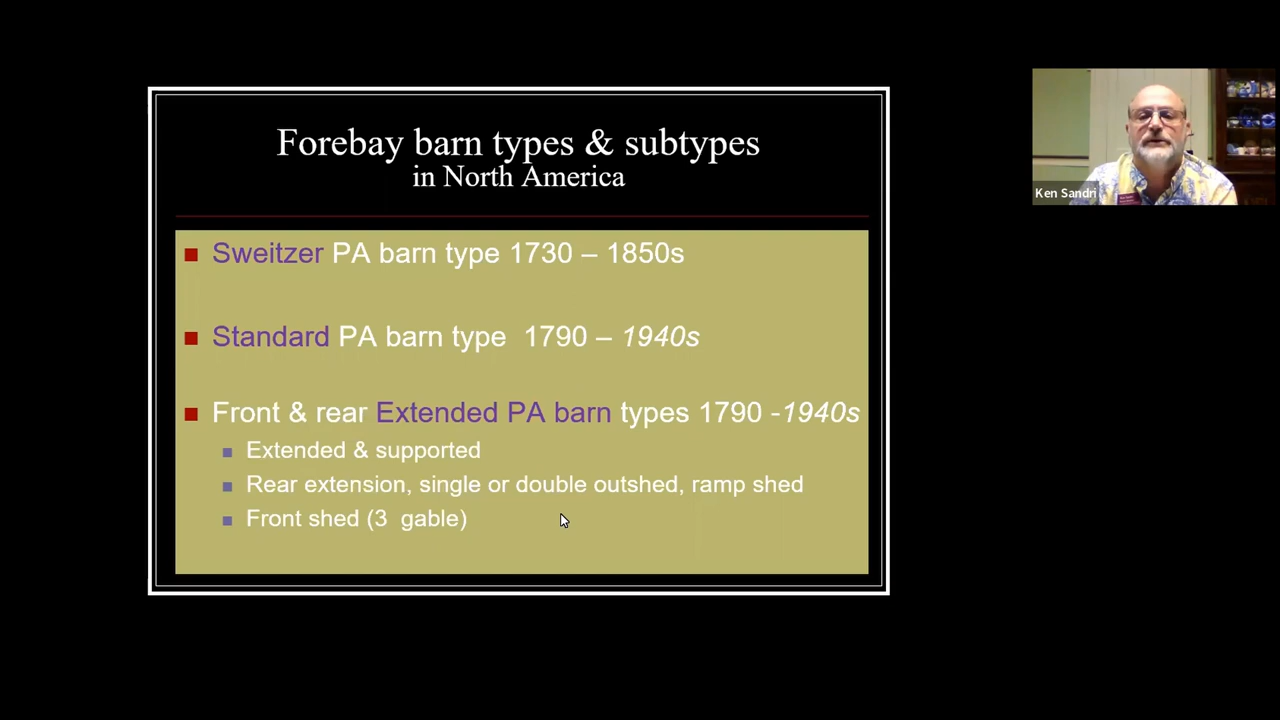 Forebay barn types & subtypes
in North America
Sweitzer PA barn type 1730 – 1850s
Standard PA barn type 1790 – 1940s
Front & rear Extended PA barn types 1790 -1940s
Extended & supported
Rear extension, single or double outshed, ramp shed
Front shed (3 gable)
Ken Sandri